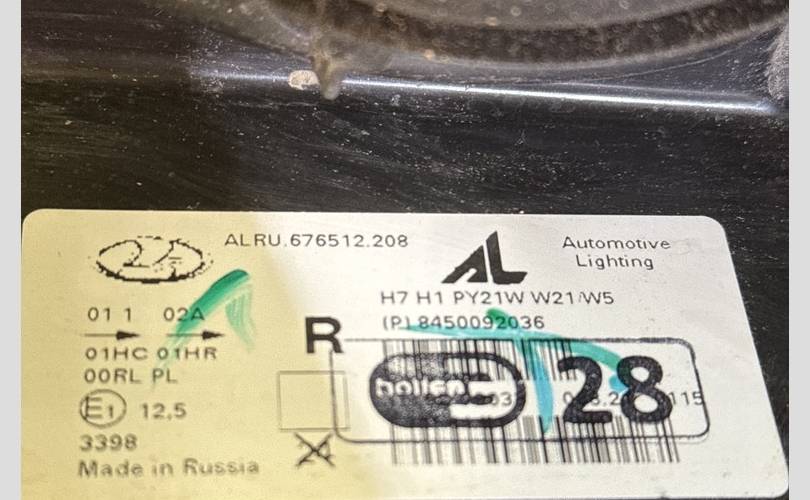 ALRU.676512.208
AL
Automotive
Lighting
H7 H1 PY21W W21/W5
(P) 8450092036
01 1 02A
R
01HC 01HR
00RL PL
E1 12,5
3398
Made in Russia
28